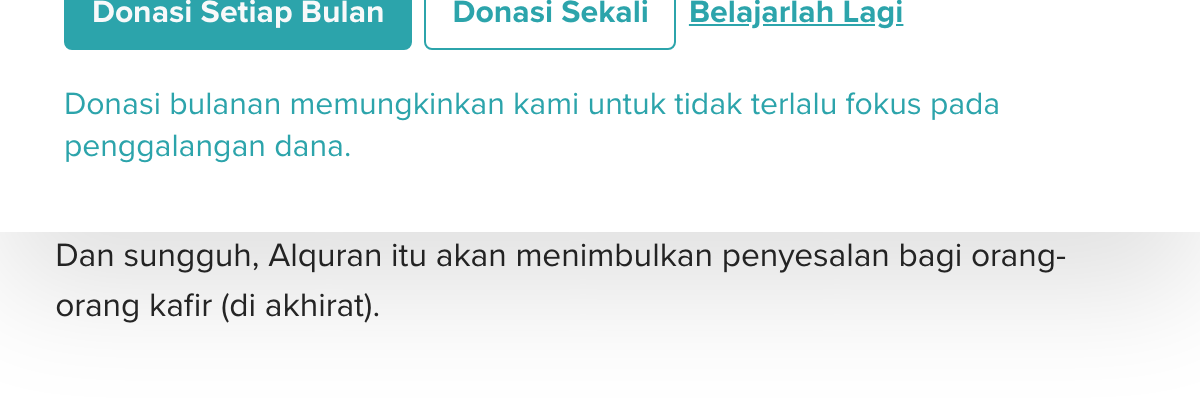 Donasi Setiap Bulan Donasi Sekali Belajarlah Lagi
Donasi bulanan memungkinkan kami untuk tidak terlalu fokus pada
penggalangan dana.
Dan sungguh, Alquran itu akan menimbulkan penyesalan bagi orang-
orang kafir (di akhirat).